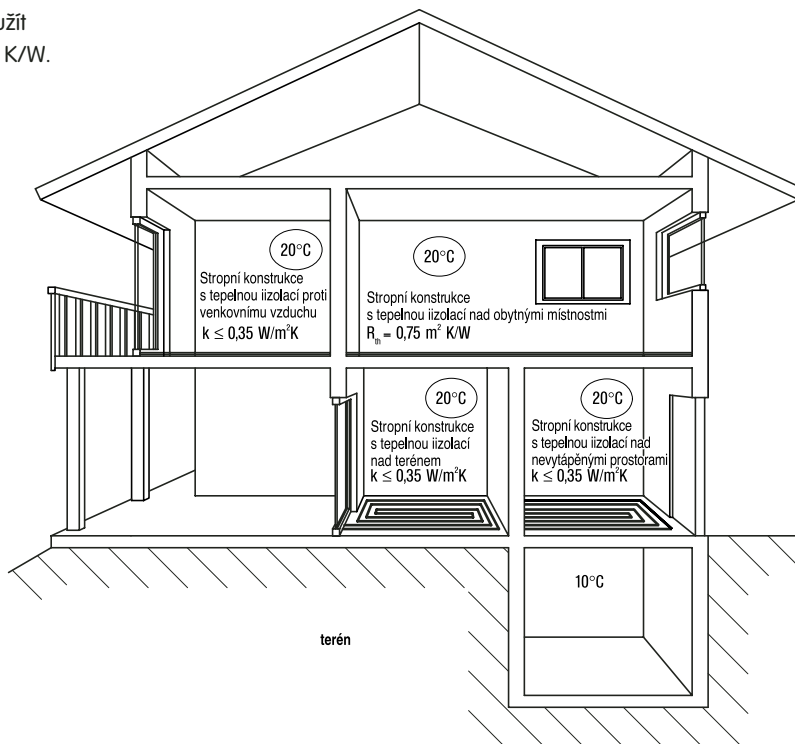 užít
K/W.
20°C
Stropní konstrukce
s tepelnou iizolací proti
venkovnímu vzduchu
k ≤ 0,35 W/m²K
20°C
Stropní konstrukce
s tepelnou iizolací nad obytnými místnostmi
Rth = 0,75 m² K/W
20°C
Stropní konstrukce
s tepelnou iizolací
nad terénem
k ≤ 0,35 W/m²K
20°C
Stropní konstrukce
s tepelnou iizolací nad
nevytápěnými prostorami
k ≤ 0,35 W/m²K
10°C
terén